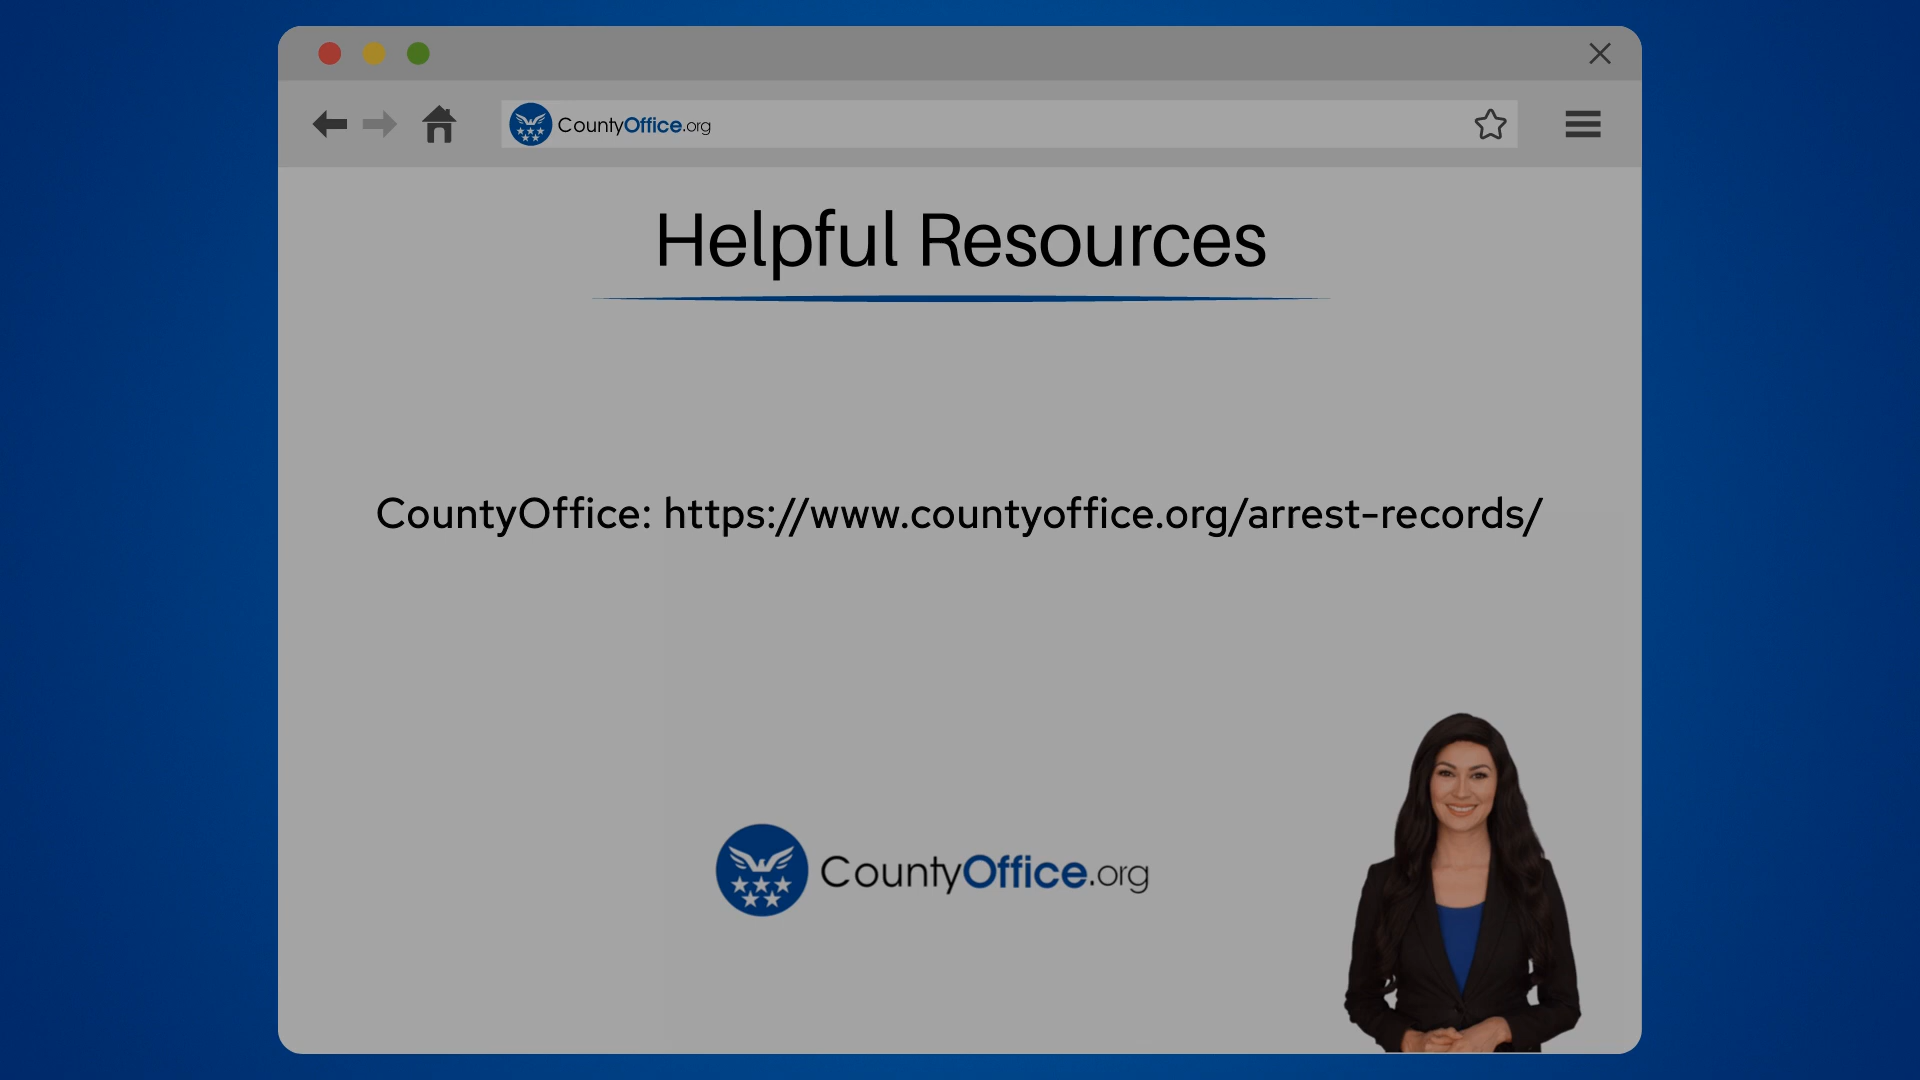 CountyOffice.org
Helpful Resources
CountyOffice: https://www.countyoffice.org/arrest-records/
CountyOffice.org